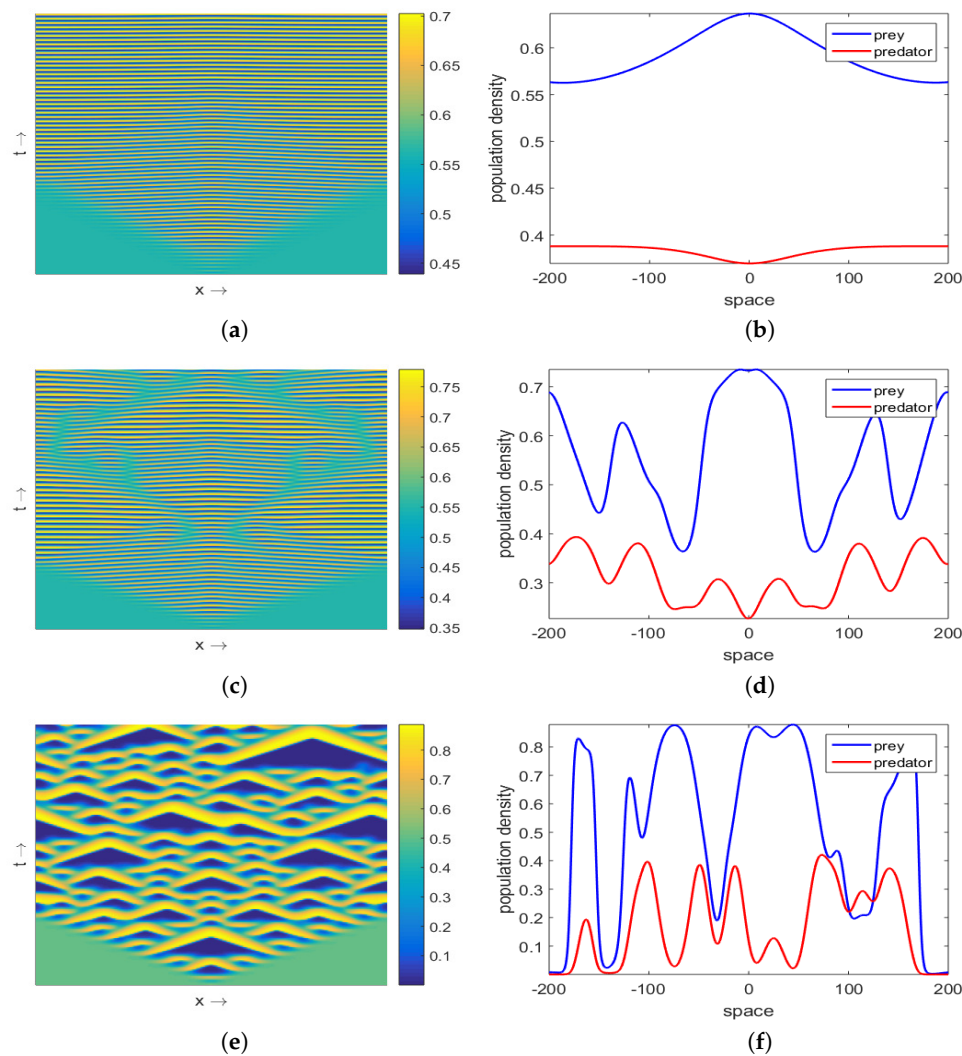 0.7
0.65
0.6
0.55
0.5
0.45
t →
x →
(a)
0.6
0.55
0.5
0.45
0.4
population density
prey
predator
-200 -100 0 100 200
space
(b)
0.75
0.7
0.65
0.6
0.55
0.5
0.45
0.4
0.35
t →
x →
(c)
0.7
0.6
0.5
0.4
0.3
population density
prey
predator
-200 -100 0 100 200
space
(d)
0.8
0.7
0.6
0.5
0.4
0.3
0.2
0.1
t →
x →
(e)
0.8
0.7
0.6
0.5
0.4
0.3
0.2
0.1
population density
prey
predator
-200 -100 0 100 200
space
(f)